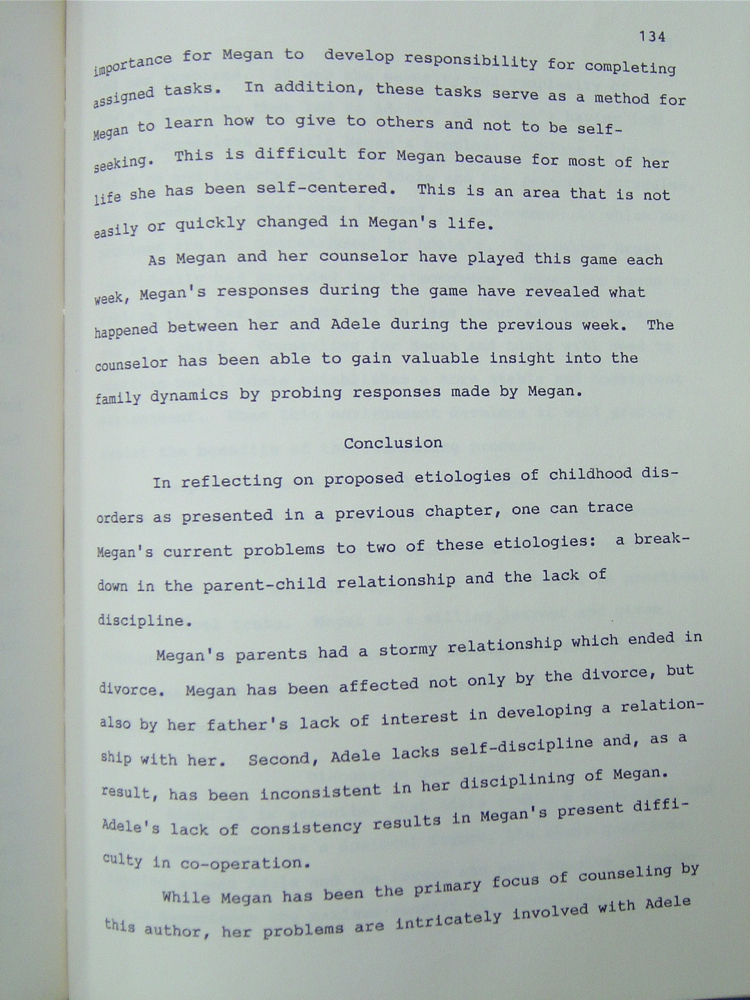 134
importance for Megan to develop responsibility for completing
assigned tasks. In addition, these tasks serve as a method for
Megan to learn how to give to others and not to be self-
seeking. This is difficult for Megan because for most of her
life she has been self-centered. This is an area that is not
easily or quickly changed in Megan's life.
As Megan and her counselor have played this game each
week, Megan's responses during the game have revealed what
happened between her and Adele during the previous week. The
counselor has been able to gain valuable insight into the
family dynamics by probing responses made by Megan.
Conclusion
In reflecting on proposed etiologies of childhood dis-
orders as presented in a previous chapter, one can trace
Megan's current problems to two of these etiologies: a break-
down in the parent-child relationship and the lack of
discipline.
Megan's parents had a stormy relationship which ended in
divorce. Megan has been affected not only by the divorce, but
also by her father's lack of interest in developing a relation-
ship with her. Second, Adele lacks self-discipline and, as a
result, has been inconsistent in her disciplining of Megan.
Adele's lack of consistency results in Megan's present diffi-
culty in co-operation.
While Megan has been the primary focus of counseling by
this author, her problems are intricately involved with Adele